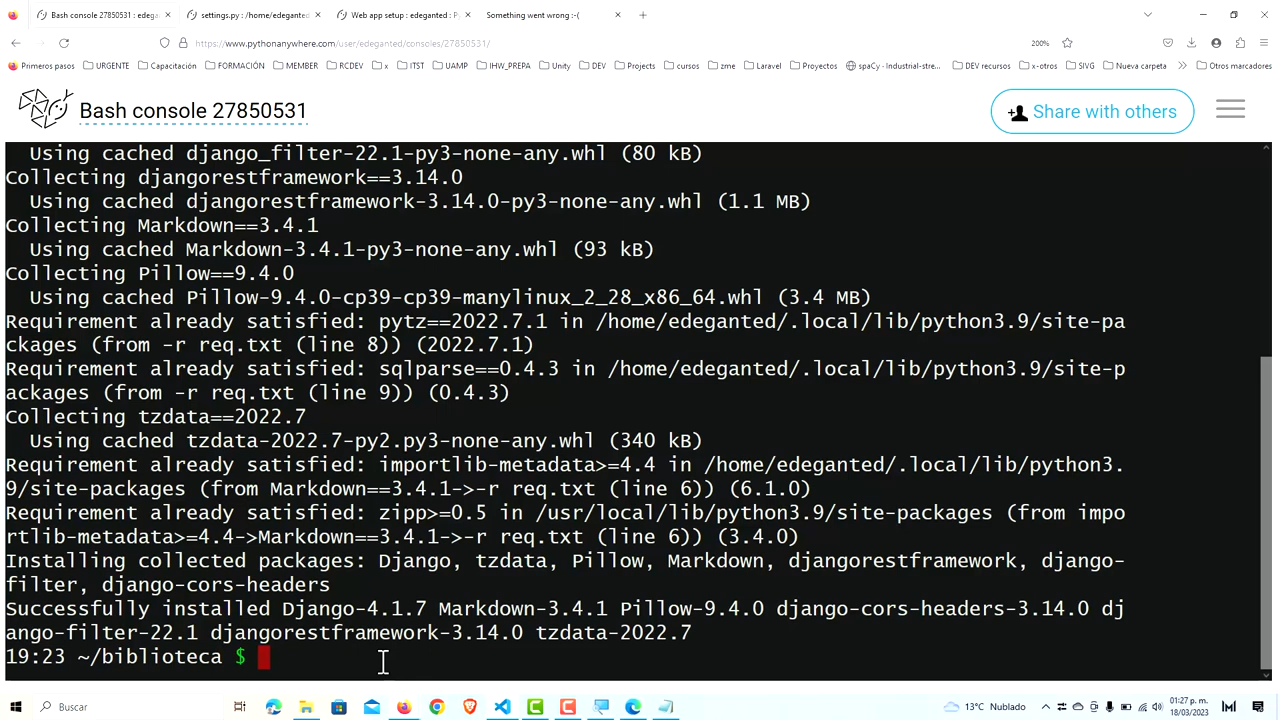 Bash console 27850531 : edega
settings.py : /home/edeganted
Web app setup : edeganted : P
Something went wrong :-(
https://www.pythonanywhere.com/user/edeganted/consoles/27850531/
200%
Primeros pasos URGENTE Capacitación FORMACIÓN MEMBER RCDEV x ITST UAMP IHW_PREPA Unity DEV Projects cursos zme Laravel Proyectos spaCy · Industrial-stre... DEV recursos x-otros SIVG Nueva carpeta Otros marcadores
Bash console 27850531
Share with others
Using cached django_filter-22.1-py3-none-any.whl (80 kB)
Collecting djangorestframework==3.14.0
Using cached djangorestframework-3.14.0-py3-none-any.whl (1.1 MB)
Collecting Markdown==3.4.1
Using cached Markdown-3.4.1-py3-none-any.whl (93 kB)
Collecting Pillow==9.4.0
Using cached Pillow-9.4.0-cp39-cp39-manylinux_2_28_x86_64.whl (3.4 MB)
Requirement already satisfied: pytz==2022.7.1 in /home/edeganted/.local/lib/python3.9/site-pa
ckages (from -r req.txt (line 8)) (2022.7.1)
Requirement already satisfied: sqlparse==0.4.3 in /home/edeganted/.local/lib/python3.9/site-p
ackages (from -r req.txt (line 9)) (0.4.3)
Collecting tzdata==2022.7
Using cached tzdata-2022.7-py2.py3-none-any.whl (340 kB)
Requirement already satisfied: importlib-metadata>=4.4 in /home/edeganted/.local/lib/python3.
9/site-packages (from Markdown==3.4.1->-r req.txt (line 6)) (6.1.0)
Requirement already satisfied: zipp>=0.5 in /usr/local/lib/python3.9/site-packages (from impo
rtlib-metadata>=4.4->Markdown==3.4.1->-r req.txt (line 6)) (3.4.0)
Installing collected packages: Django, tzdata, Pillow, Markdown, djangorestframework, django-
filter, django-cors-headers
Successfully installed Django-4.1.7 Markdown-3.4.1 Pillow-9.4.0 django-cors-headers-3.14.0 dj
ango-filter-22.1 djangorestframework-3.14.0 tzdata-2022.7
19:23 ~/biblioteca $
Buscar
13°C Nublado
01:27 p. m.
18/03/2023